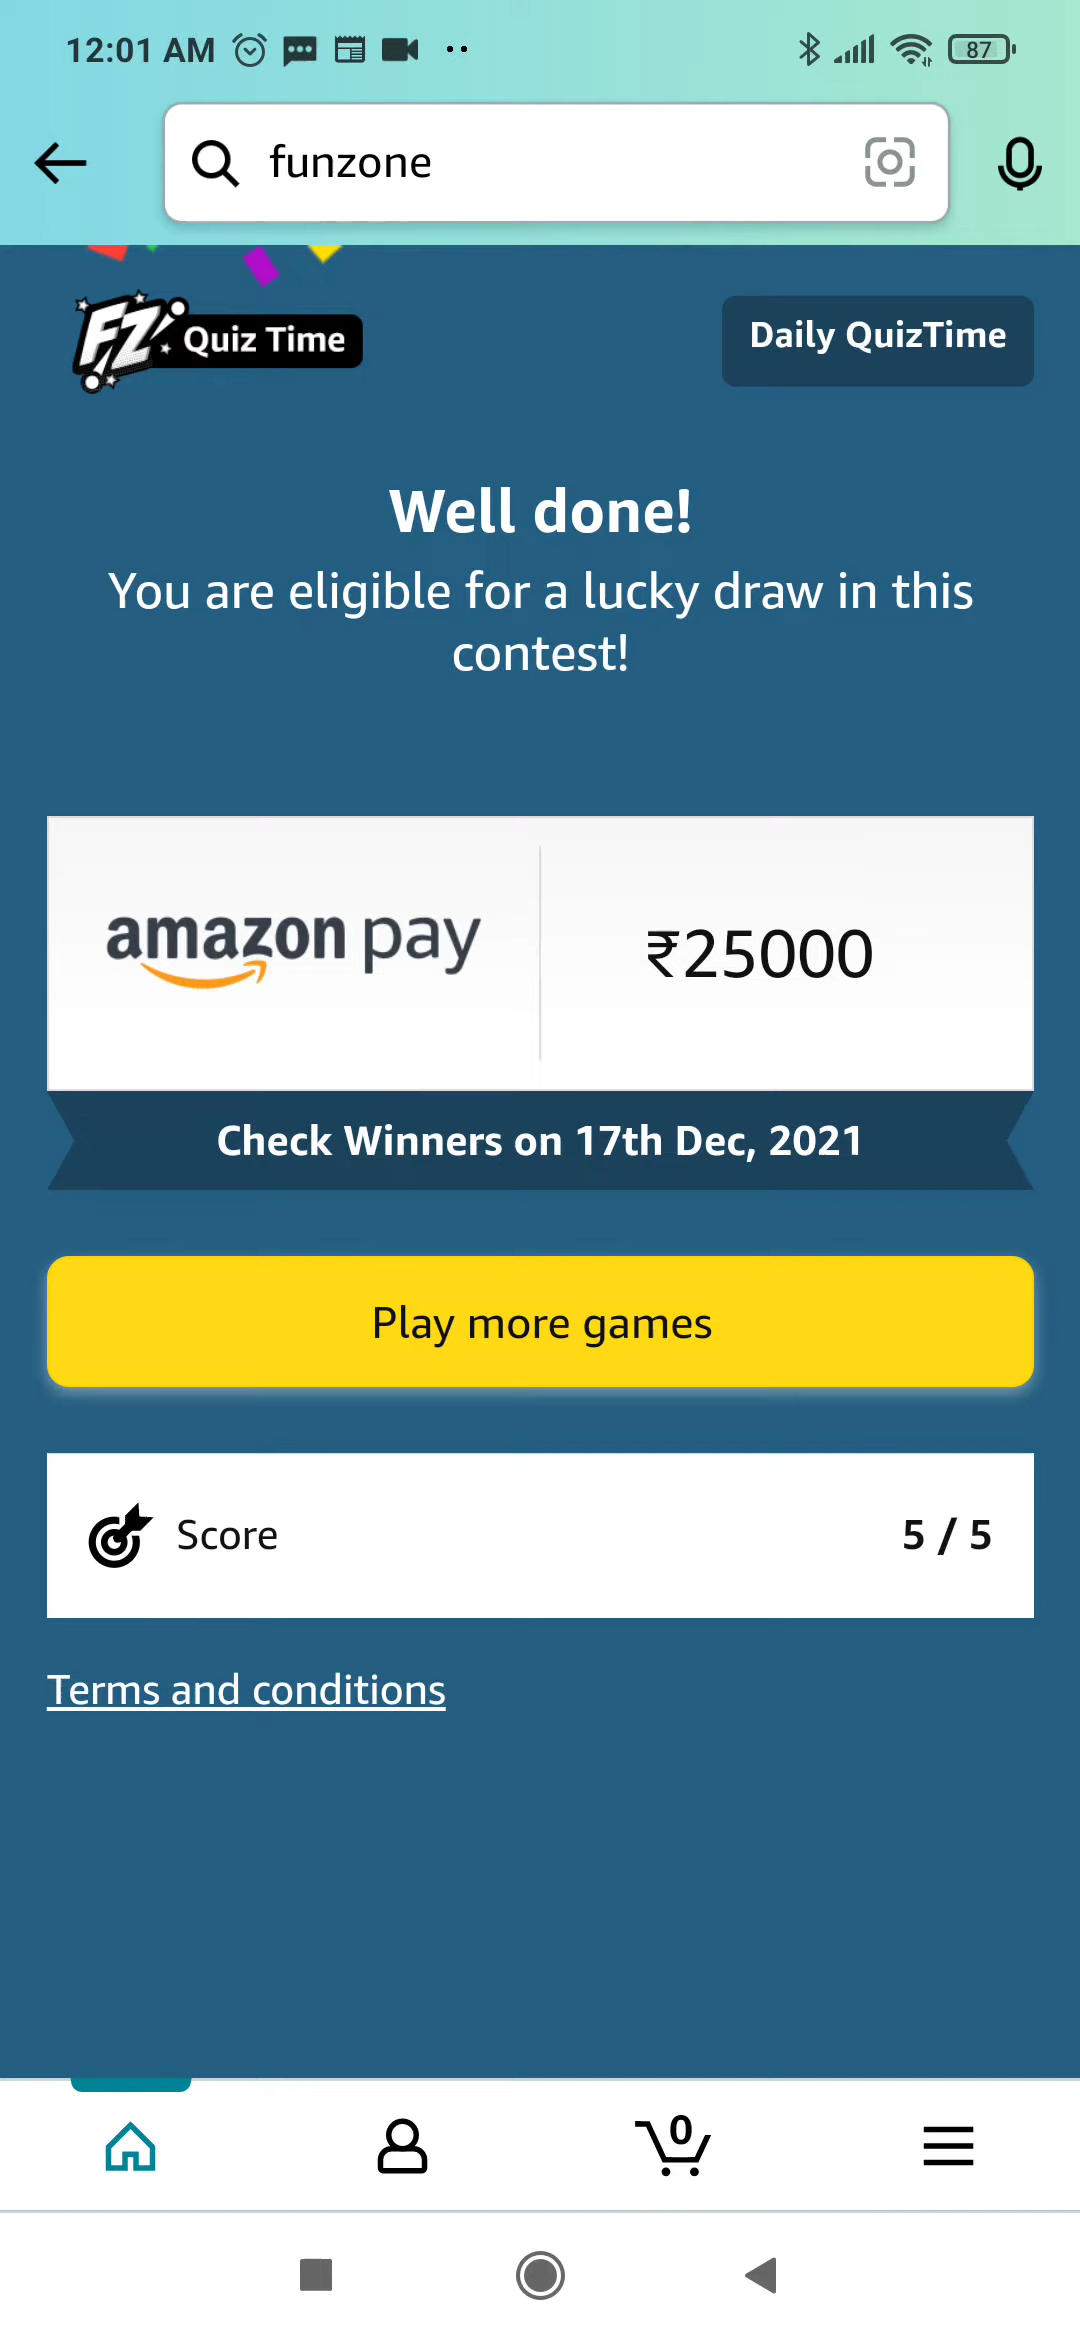 12:01 AM
87
funzone
FZ Quiz Time
Daily QuizTime
Well done!
You are eligible for a lucky draw in this
contest!
amazon pay
₹25000
Check Winners on 17th Dec, 2021
Play more games
Score
5 / 5
Terms and conditions
0